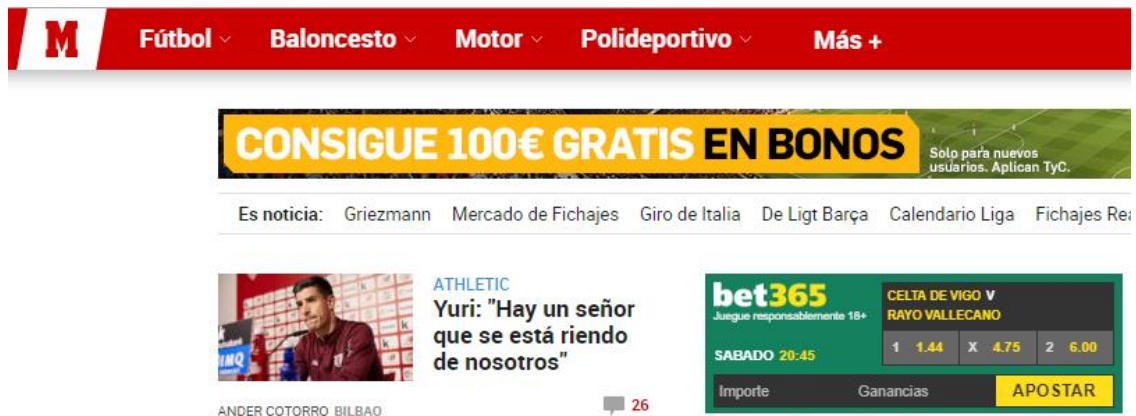 M Fútbol Baloncesto Motor Polideportivo Más +
CONSIGUE 100€ GRATIS EN BONOS
Solo para nuevos
usuarios. Aplican TyC.
Es noticia: Griezmann Mercado de Fichajes Giro de Italia De Ligt Barça Calendario Liga Fichajes Rea
ATHLETIC
Yuri: "Hay un señor
que se está riendo
de nosotros"
ANDER COTORRO BILBAO
26
bet365
Juegue responsablemente 18+
CELTA DE VIGO V
RAYO VALLECANO
SABADO 20:45
1 1.44 X 4.75 2 6.00
Importe Ganancias APOSTAR